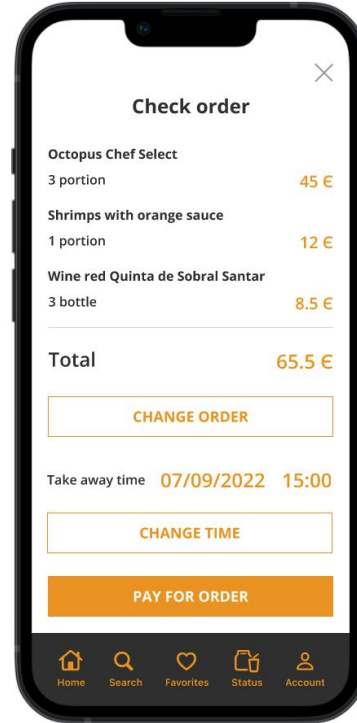 Check order
Octopus Chef Select
3 portion 45 €
Shrimps with orange sauce
1 portion 12 €
Wine red Quinta de Sobral Santar
3 bottle 8.5 €
Total 65.5 €
CHANGE ORDER
Take away time 07/09/2022 15:00
CHANGE TIME
PAY FOR ORDER
Home Search Favorites Status Account